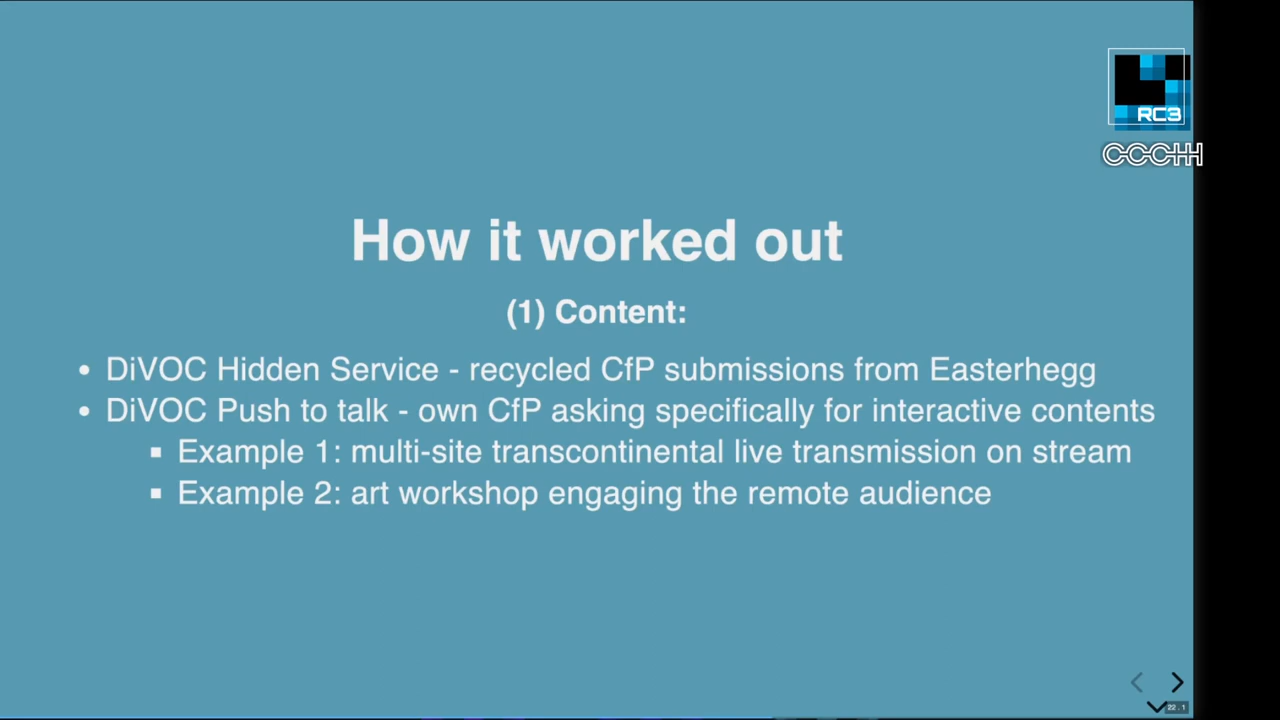 RC3
CCCHH
How it worked out
(1) Content:
• DiVOC Hidden Service - recycled CfP submissions from Easterhegg
• DiVOC Push to talk - own CfP asking specifically for interactive contents
▪ Example 1: multi-site transcontinental live transmission on stream
▪ Example 2: art workshop engaging the remote audience
22.1